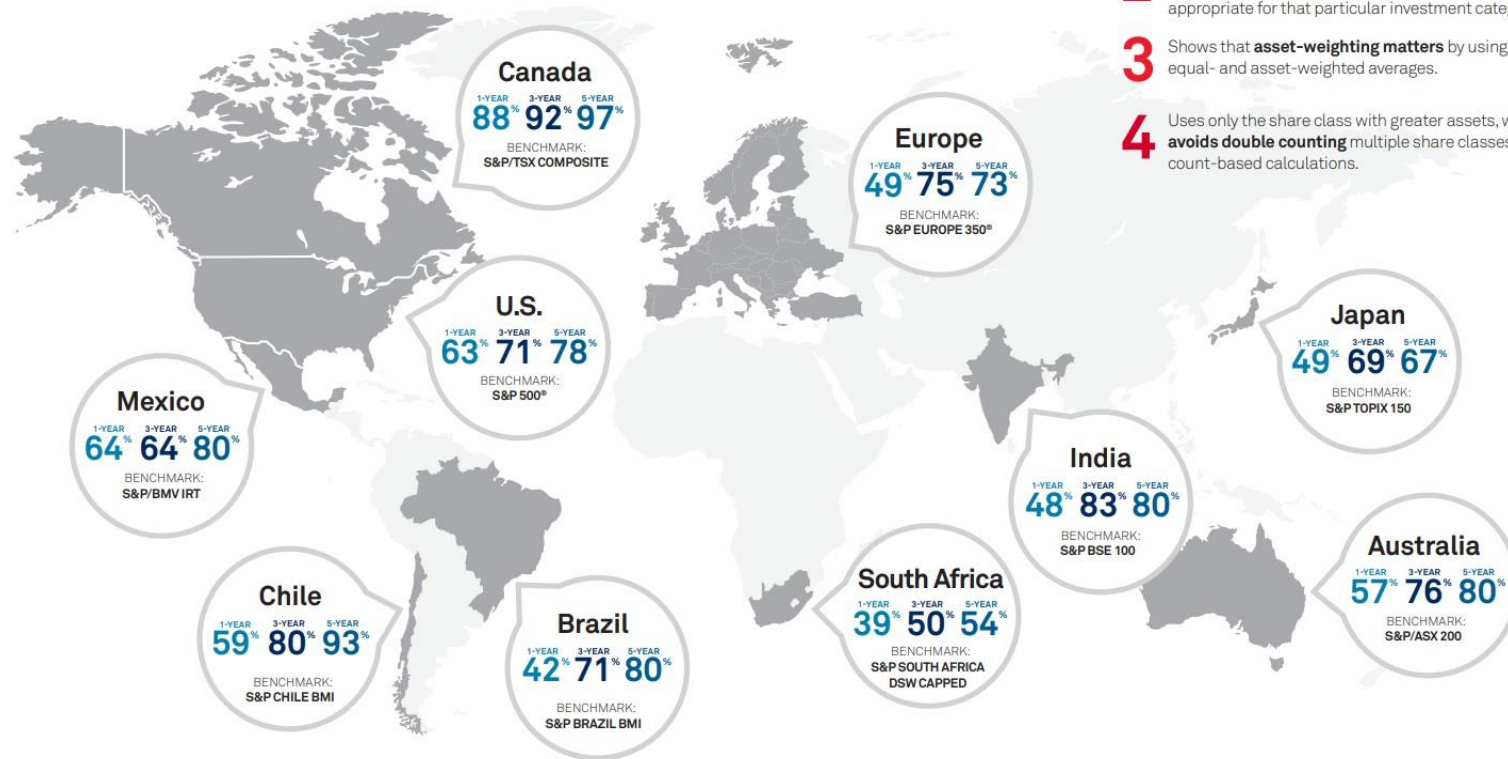 appropriate for that particular investment
3 Shows that asset-weighting matters by using
equal- and asset-weighted averages.
4 Uses only the share class with greater assets,
avoids double counting multiple share classes
count-based calculations.
Canada
1-YEAR 3-YEAR 5-YEAR
88% 92% 97%
BENCHMARK:
S&P/TSX COMPOSITE
Europe
1-YEAR 3-YEAR 5-YEAR
49% 75% 73%
BENCHMARK:
S&P EUROPE 350®
U.S.
1-YEAR 3-YEAR 5-YEAR
63% 71% 78%
BENCHMARK:
S&P 500®
Japan
1-YEAR 3-YEAR 5-YEAR
49% 69% 67%
BENCHMARK:
S&P TOPIX 150
Mexico
1-YEAR 3-YEAR 5-YEAR
64% 64% 80%
BENCHMARK:
S&P/BMV IRT
India
1-YEAR 3-YEAR 5-YEAR
48% 83% 80%
BENCHMARK:
S&P BSE 100
Australia
1-YEAR 3-YEAR 5-YEAR
57% 76% 80%
BENCHMARK:
S&P/ASX 200
Chile
1-YEAR 3-YEAR 5-YEAR
59% 80% 93%
BENCHMARK:
S&P CHILE BMI
Brazil
1-YEAR 3-YEAR 5-YEAR
42% 71% 80%
BENCHMARK:
S&P BRAZIL BMI
South Africa
1-YEAR 3-YEAR 5-YEAR
39% 50% 54%
BENCHMARK:
S&P SOUTH AFRICA
DSW CAPPED